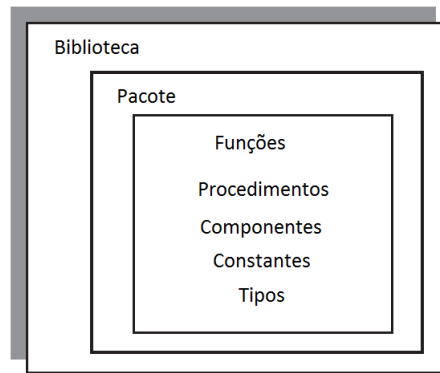 Biblioteca
Pacote
Funções
Procedimentos
Componentes
Constantes
Tipos